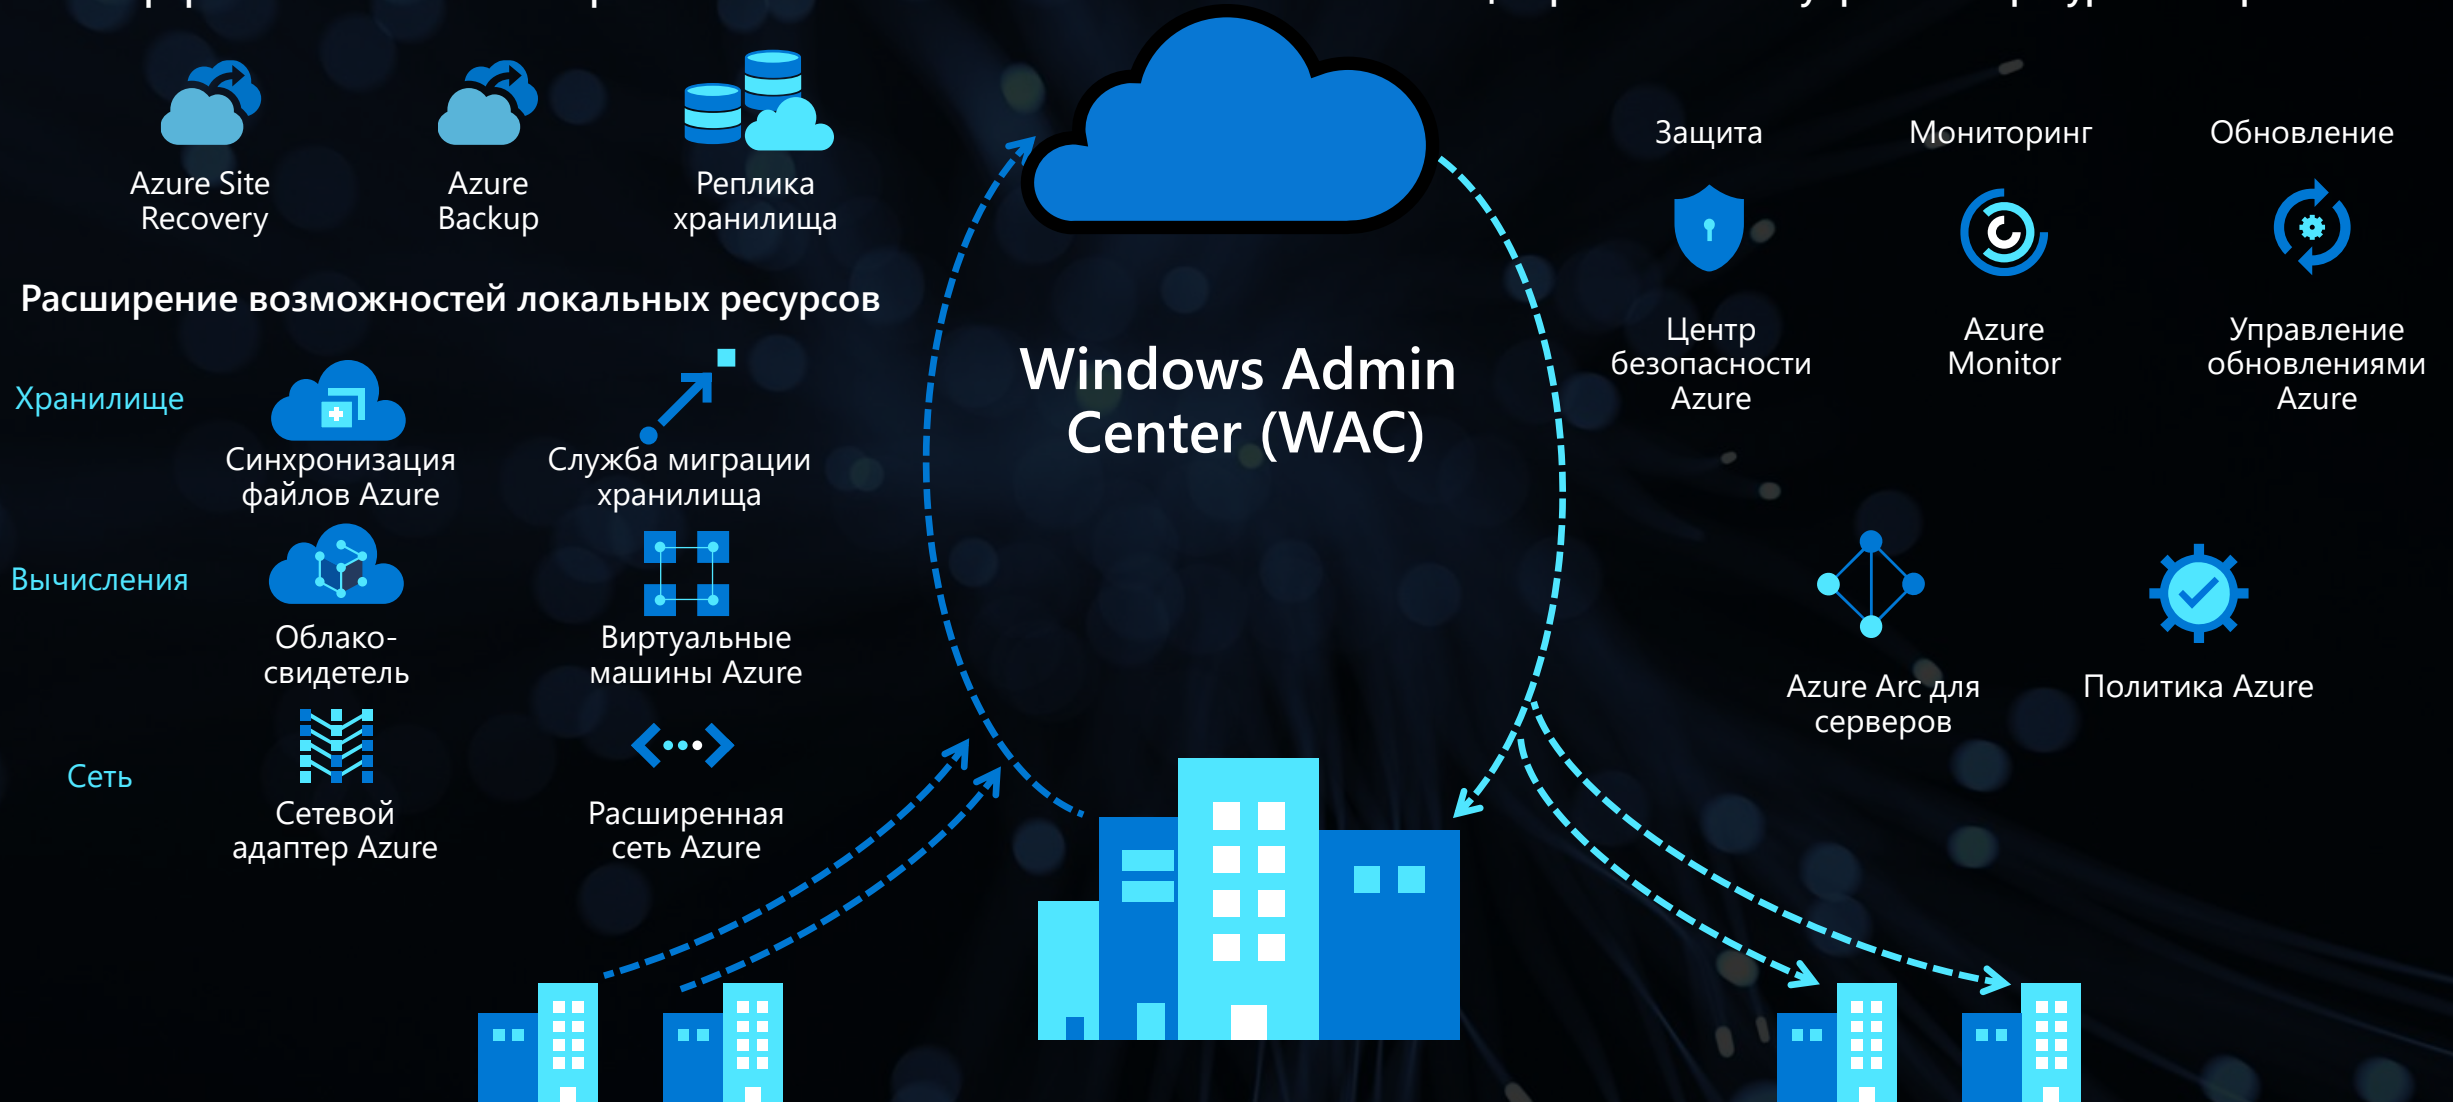 Azure Site
Recovery
Azure
Backup
Реплика
хранилища
Расширение возможностей локальных ресурсов
Хранилище
Синхронизация
файлов Azure
Служба миграции
хранилища
Вычисления
Облако-
свидетель
Виртуальные
машины Azure
Сеть
Сетевой
адаптер Azure
Расширенная
сеть Azure
Windows Admin
Center (WAC)
Защита
Мониторинг
Обновление
Центр
безопасности
Azure
Azure
Monitor
Управление
обновлениями
Azure
Azure Arc для
серверов
Политика Azure